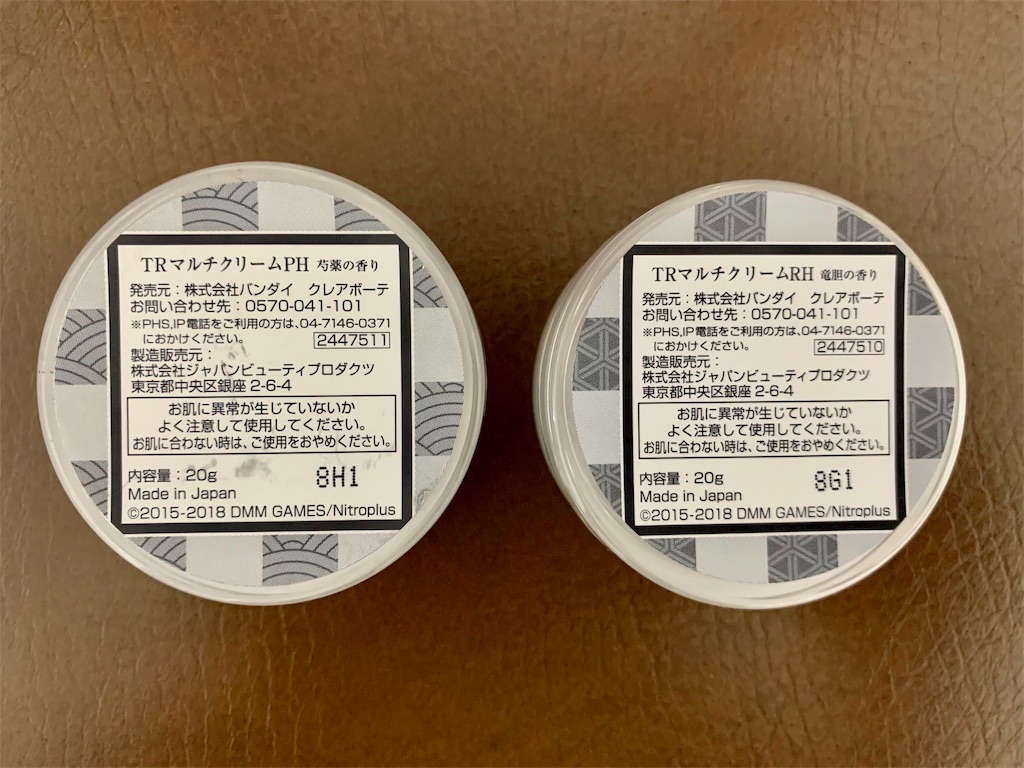 TRマルチクリームPH 芍薬の香り
発売元：株式会社バンダイ　クレアボーテ
お問い合わせ先：0570-041-101
※PHS,IP電話をご利用の方は、04-7146-0371
におかけください。
2447511
製造販売元：
株式会社ジャパンビューティプロダクツ
東京都中央区銀座 2-6-4
お肌に異常が生じていないか
よく注意して使用してください。
お肌に合わない時は、ご使用をおやめください。
内容量：20g
8H1
Made in Japan
©2015-2018 DMM GAMES/Nitroplus
TRマルチクリームRH 竜胆の香り
発売元：株式会社バンダイ　クレアボーテ
お問い合わせ先：0570-041-101
※PHS,IP電話をご利用の方は、04-7146-0371
におかけください。
2447510
製造販売元：
株式会社ジャパンビューティプロダクツ
東京都中央区銀座 2-6-4
お肌に異常が生じていないか
よく注意して使用してください。
お肌に合わない時は、ご使用をおやめください。
内容量：20g
8G1
Made in Japan
©2015-2018 DMM GAMES/Nitroplus